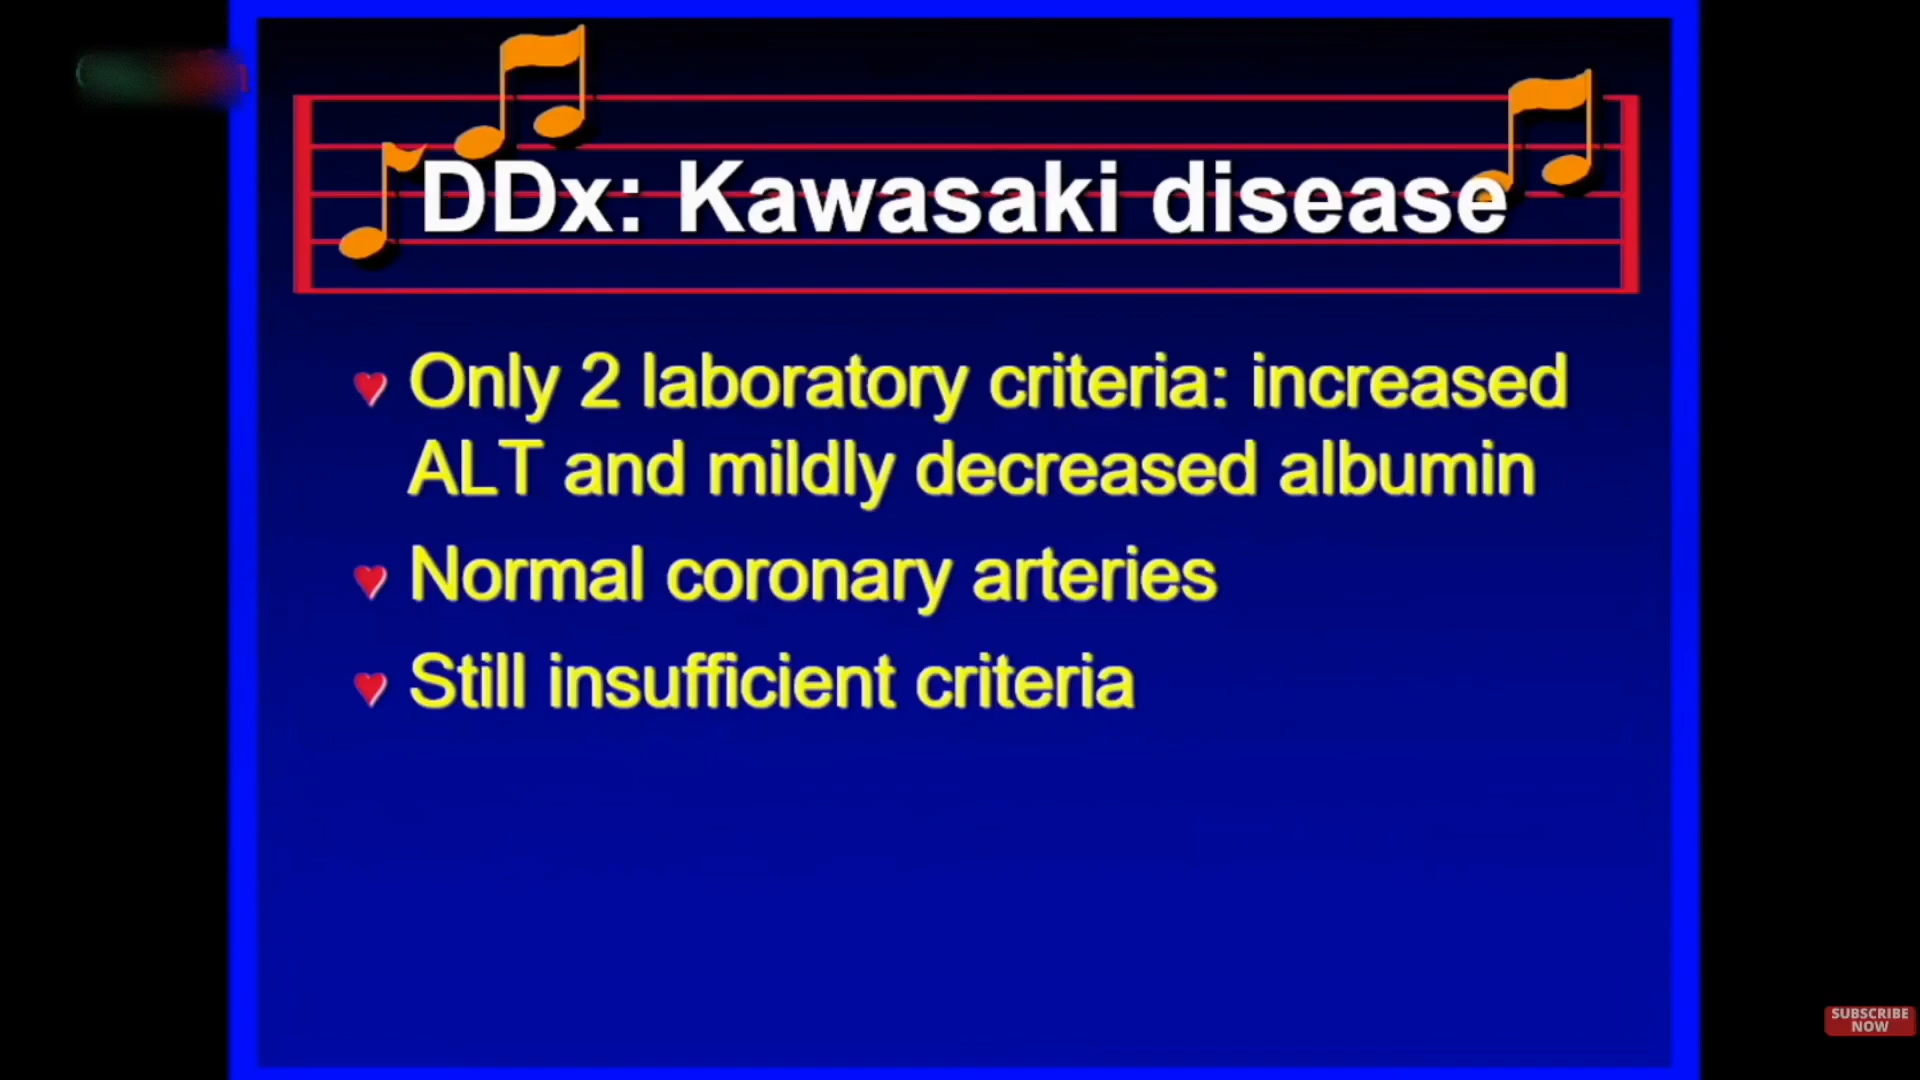 DDx: Kawasaki disease
Only 2 laboratory criteria: increased
ALT and mildly decreased albumin
Normal coronary arteries
Still insufficient criteria
SUBSCRIBE
NOW